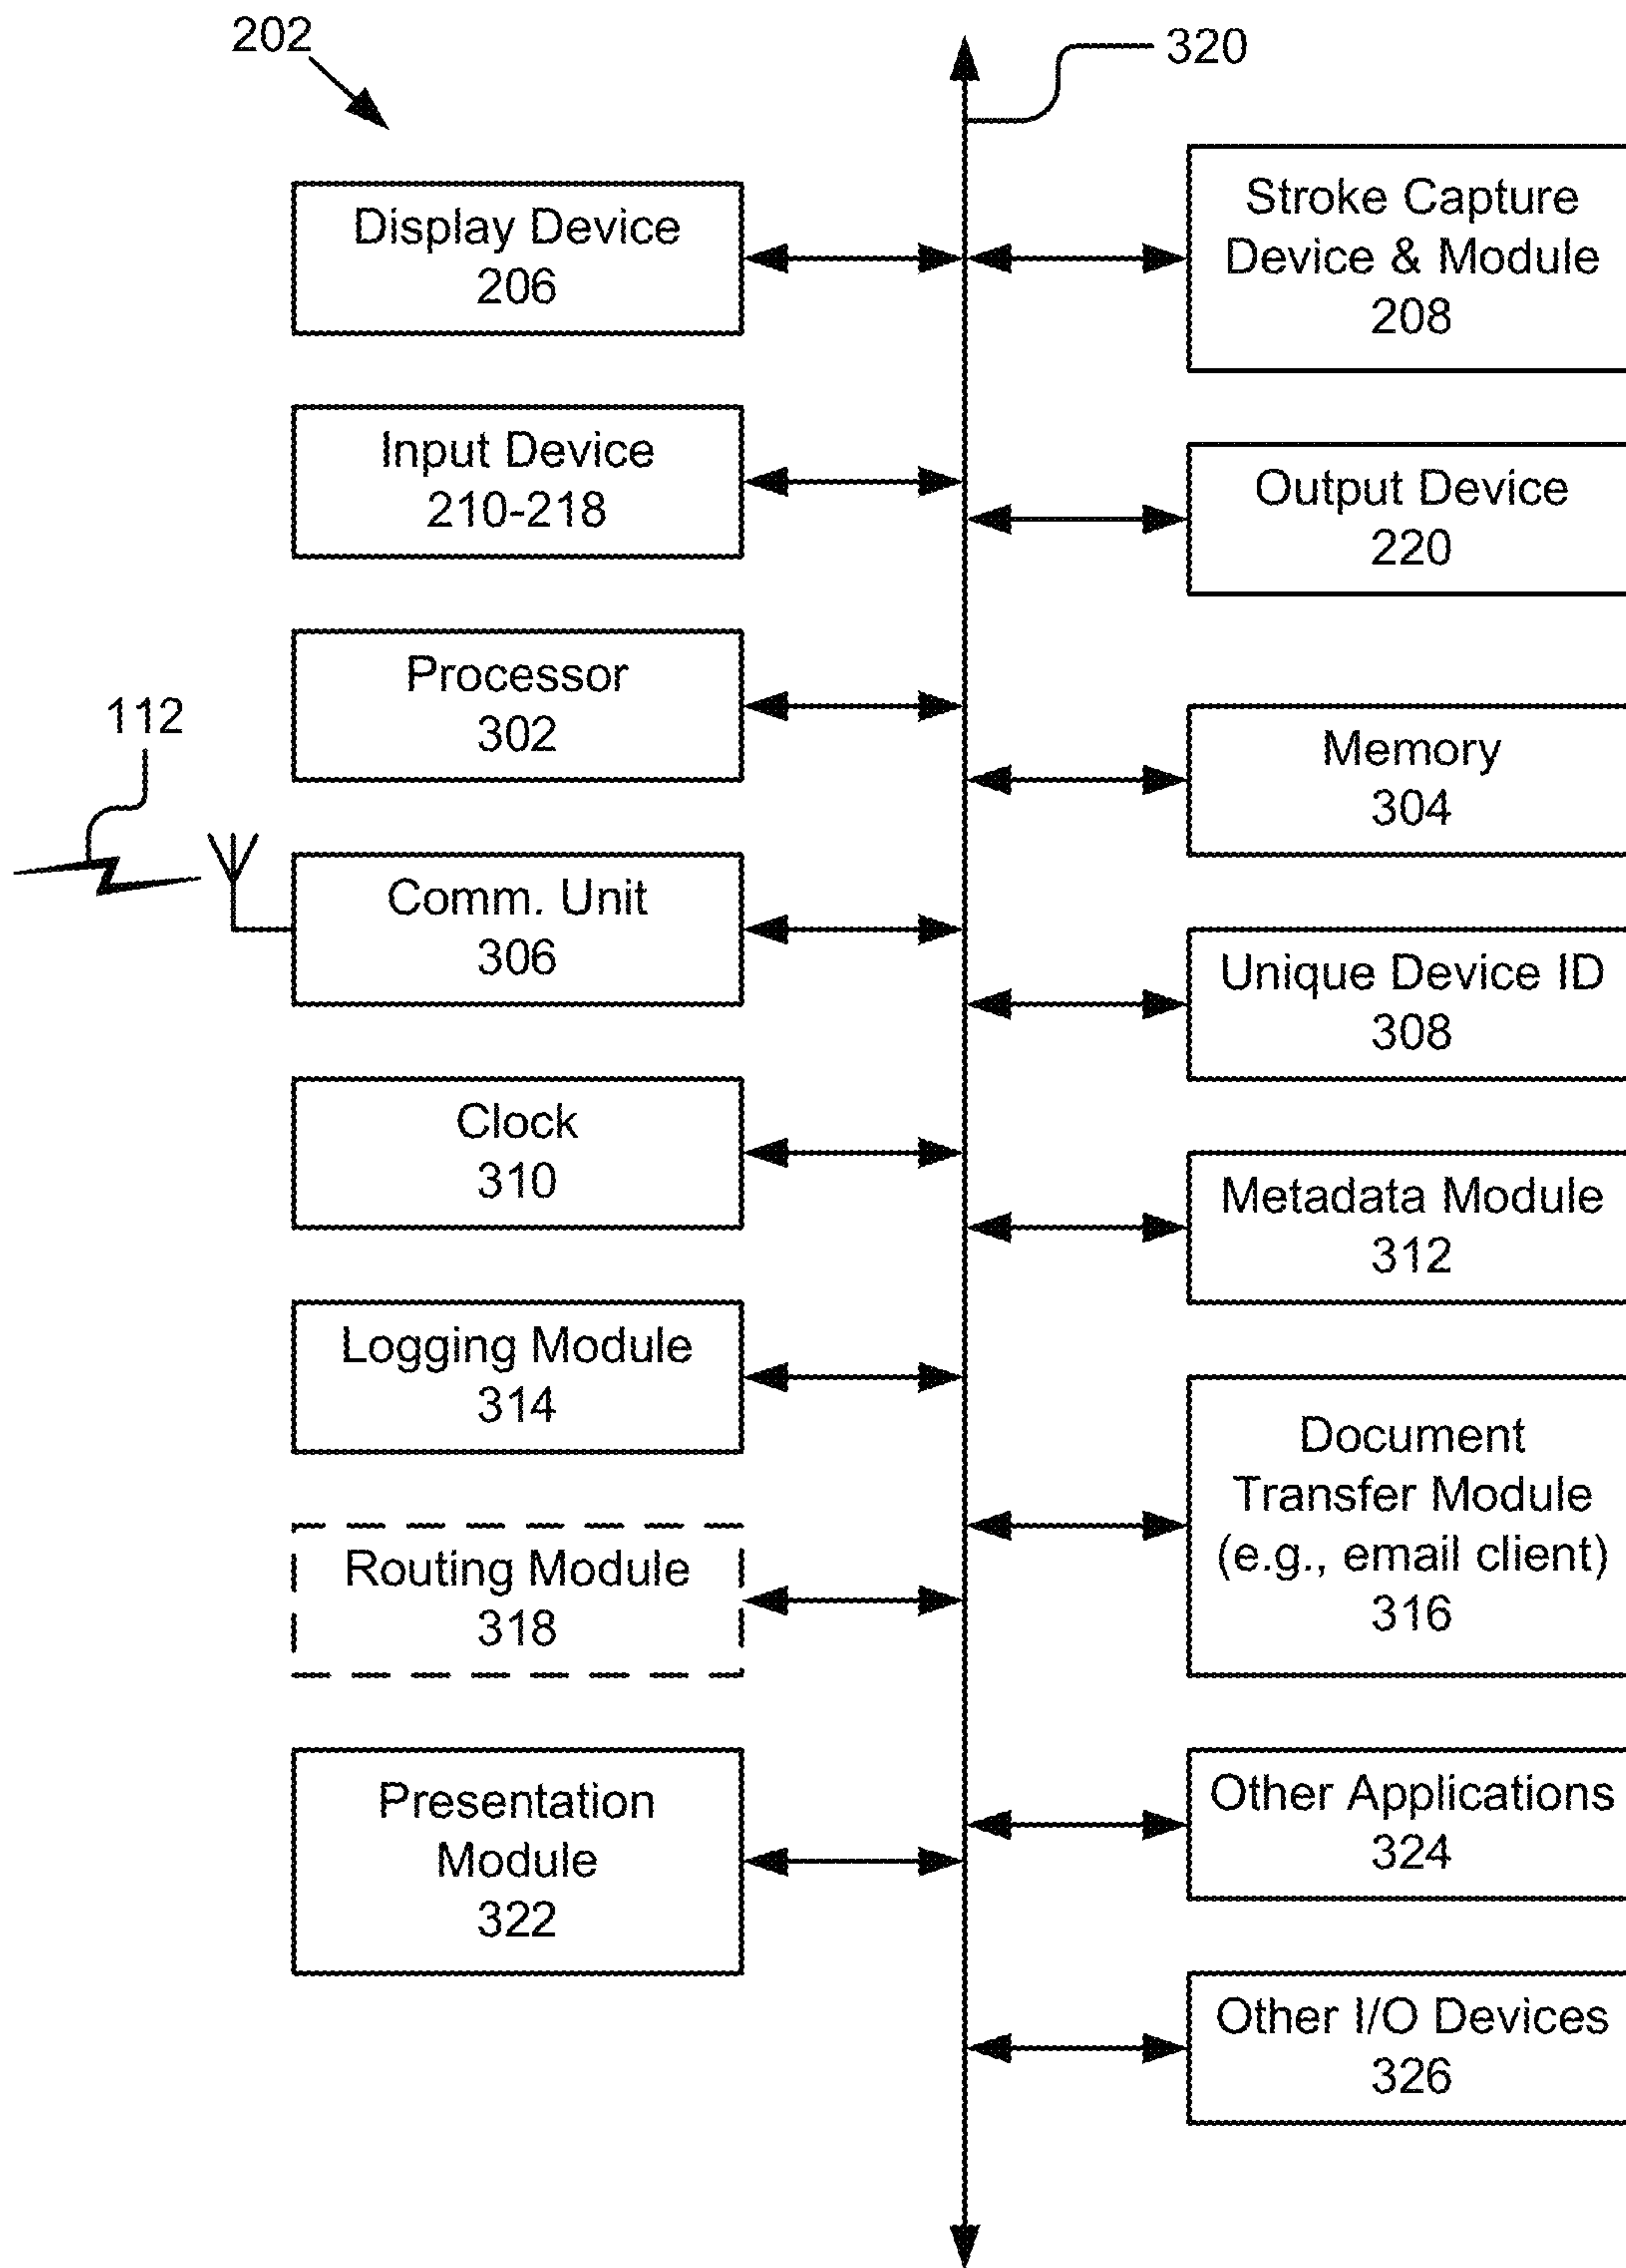 202
320
Display Device
206
Stroke Capture
Device & Module
208
Input Device
210-218
Output Device
220
Processor
302
112
Memory
304
Comm. Unit
306
Unique Device ID
308
Clock
310
Metadata Module
312
Logging Module
314
Document
Transfer Module
(e.g., email client)
316
Routing Module
318
Presentation
Module
322
Other Applications
324
Other I/O Devices
326